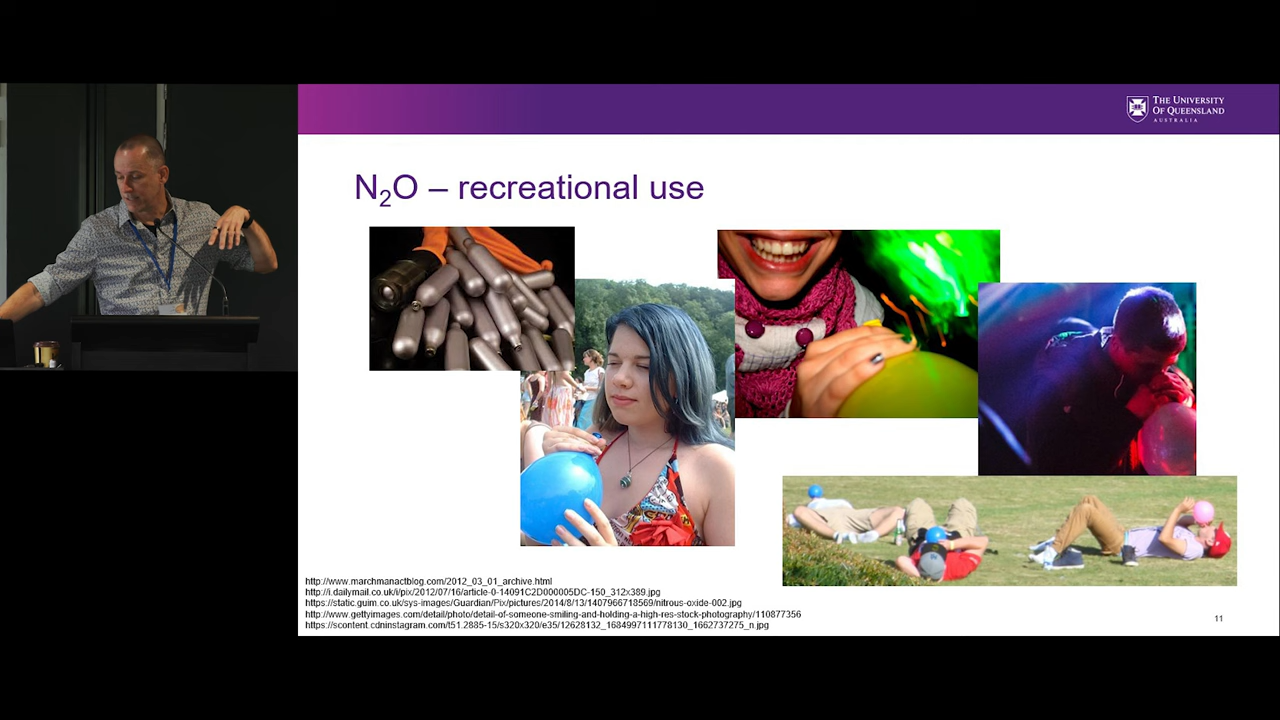 THE UNIVERSITY
OF QUEENSLAND
AUSTRALIA
N₂O – recreational use
http://www.marchmanactblog.com/2012_03_01_archive.html
http://i.dailymail.co.uk/i/pix/2012/07/16/article-0-14091C2D000005DC-150_312x389.jpg
https://static.guim.co.uk/sys-images/Guardian/Pix/pictures/2014/8/13/1407966718569/nitrous-oxide-002.jpg
http://www.gettyimages.com/detail/photo/detail-of-someone-smiling-and-holding-a-high-res-stock-photography/110877356
https://scontent.cdninstagram.com/t51.2885-15/s320x320/e35/12628132_1684997111778130_1662737275_n.jpg
11